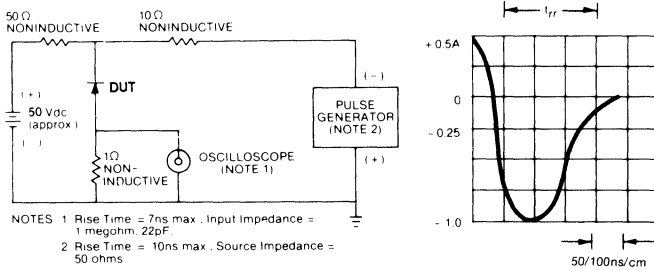 50 Ω
NONINDUCTIVE
10 Ω
NONINDUCTIVE
( + )
50 Vdc
(approx )
( )
DUT
1Ω
NON-
INDUCTIVE
OSCILLOSCOPE
(NOTE 1)
( − )
PULSE
GENERATOR
(NOTE 2)
( + )
NOTES 1 Rise Time = 7ns max , Input Impedance =
1 megohm, 22pF.
2 Rise Time = 10ns max , Source Impedance =
50 ohms
trr
+ 0.5A
0
- 0.25
- 1.0
50/100ns/cm